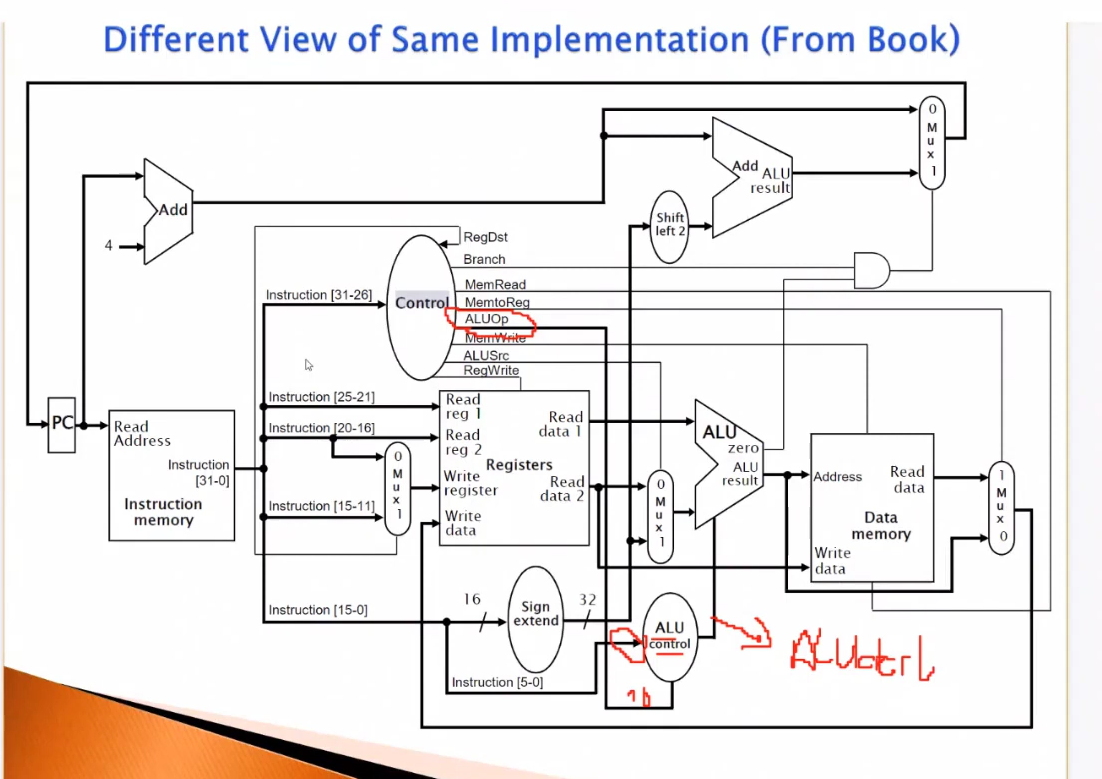 Different View of Same Implementation (From Book)
0
M
u
x
1
Add
ALU
result
Add
4
Shift
left 2
RegDst
Branch
MemRead
MemtoReg
ALUOp
MemWrite
ALUSrc
RegWrite
Instruction [31-26]
Control
PC
Read
Address
Instruction
[31-0]
Instruction
memory
Instruction [25-21]
Instruction [20-16]
Instruction [15-11]
0
M
u
x
1
Read
reg 1
Read
reg 2
Write
register
Write
data
Registers
Read
data 1
Read
data 2
0
M
u
x
1
ALU
zero
ALU
result
Address
Read
data
Data
memory
Write
data
1
M
u
x
0
Instruction [15-0]
16
Sign
extend
32
ALU
control
Instruction [5-0]
ALUctrl